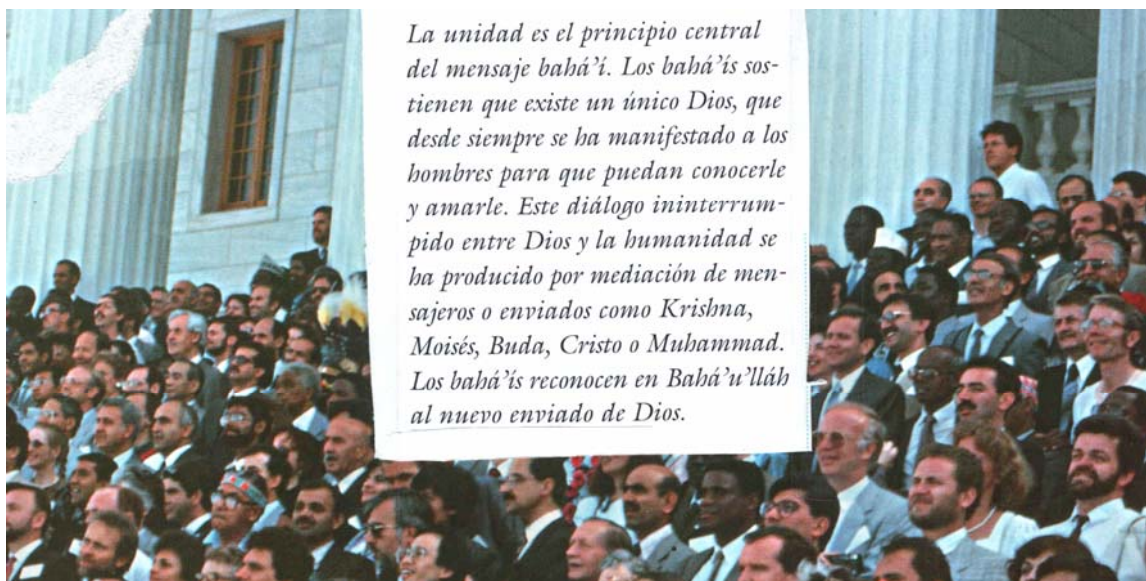 La unidad es el principio central
del mensaje bahá’í. Los bahá’ís sos-
tienen que existe un único Dios, que
desde siempre se ha manifestado a los
hombres para que puedan conocerle
y amarle. Este diálogo ininterrum-
pido entre Dios y la humanidad se
ha producido por mediación de men-
sajeros o enviados como Krishna,
Moisés, Buda, Cristo o Muhammad.
Los bahá’ís reconocen en Bahá’u’lláh
al nuevo enviado de Dios.